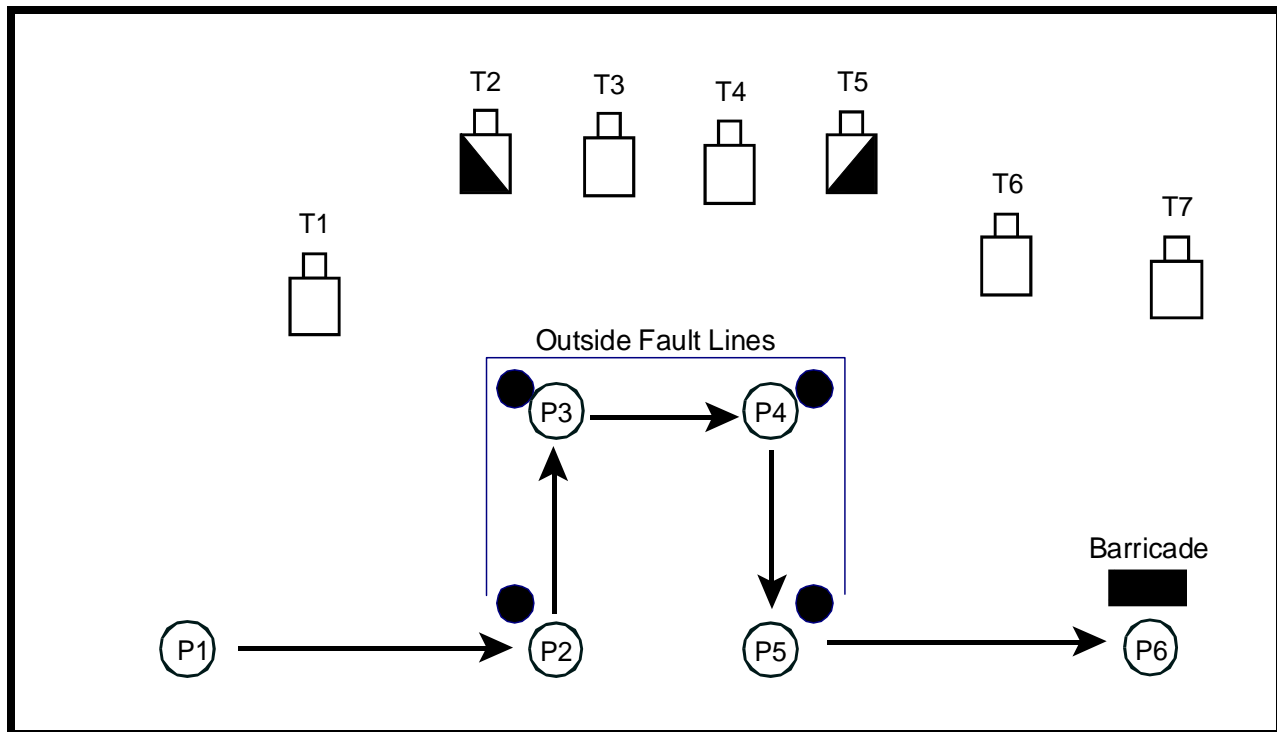 T2
T3
T4
T5
T6
T7
T1
Outside Fault Lines
P3
P4
Barricade
P1
P2
P5
P6